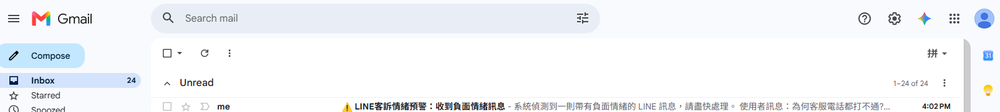 Gmail
Search mail
Compose
拼
Inbox 24
Unread 1–24 of 24
31
Starred
me ⚠️ LINE客訴情緒預警：收到負面情緒訊息 - 系統偵測到一則帶有負面情緒的 LINE 訊息，請盡快處理。 使用者訊息：為何客服電話都打不通?... 4:02 PM
Snoozed